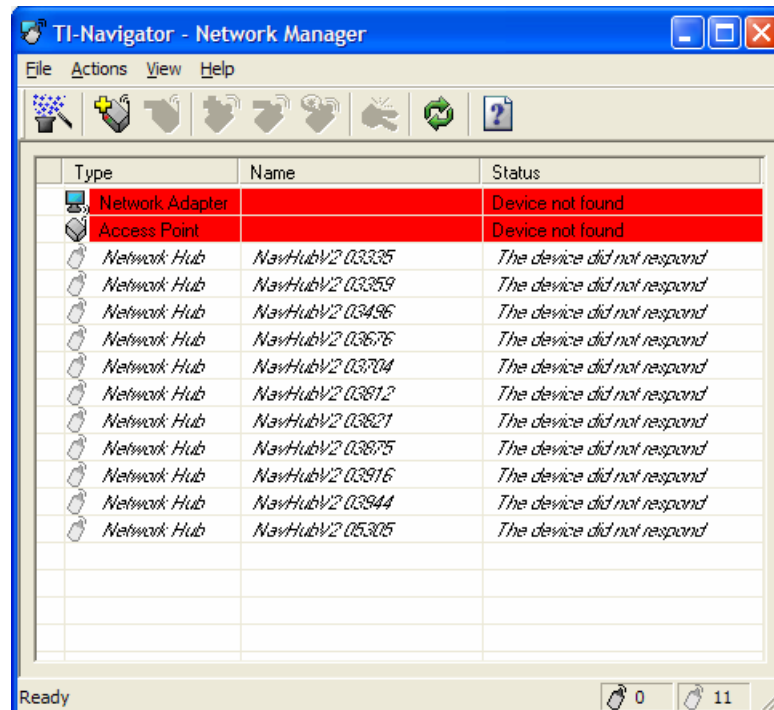 TI-Navigator - Network Manager
File Actions View Help
Type Name Status
Network Adapter Device not found
Access Point Device not found
Network Hub NavHubV2 03335 The device did not respond
Network Hub NavHubV2 03359 The device did not respond
Network Hub NavHubV2 03496 The device did not respond
Network Hub NavHubV2 03676 The device did not respond
Network Hub NavHubV2 03704 The device did not respond
Network Hub NavHubV2 03812 The device did not respond
Network Hub NavHubV2 03821 The device did not respond
Network Hub NavHubV2 03875 The device did not respond
Network Hub NavHubV2 03916 The device did not respond
Network Hub NavHubV2 03944 The device did not respond
Network Hub NavHubV2 05305 The device did not respond
Ready 0 11